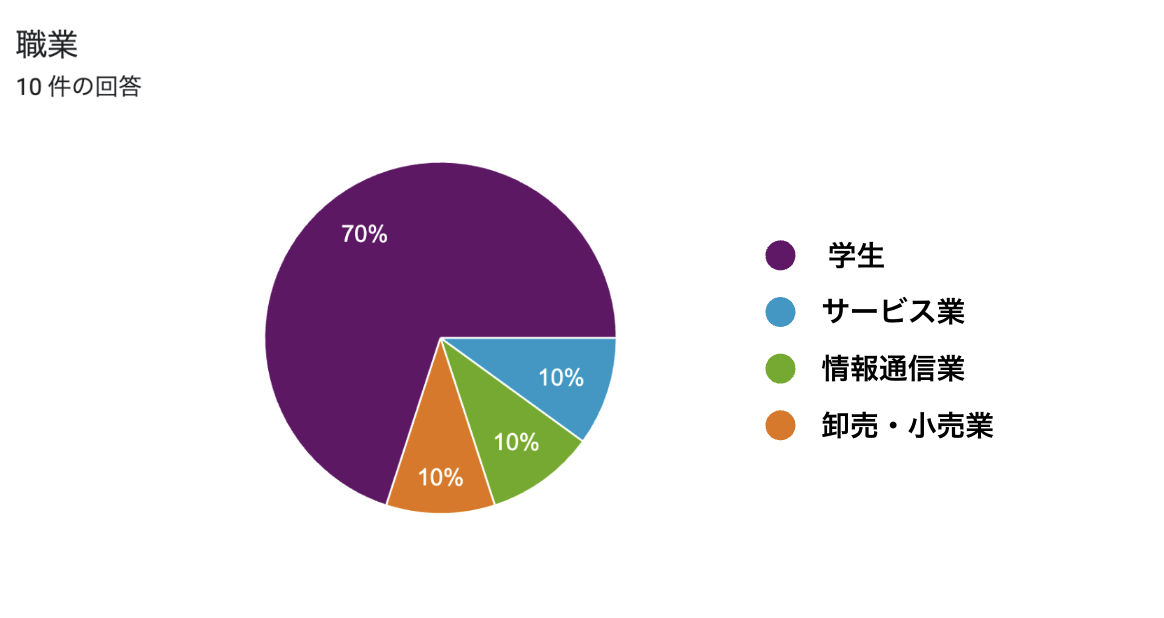 職業
10 件の回答
70%
10%
10%
10%
学生
サービス業
情報通信業
卸売・小売業